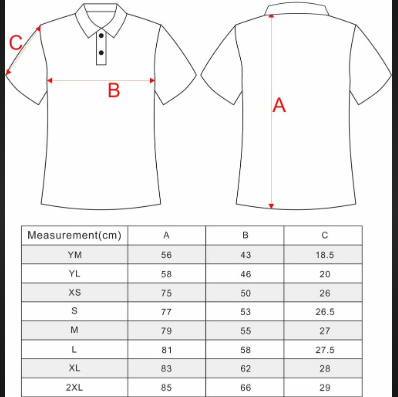 C
B
A
Measurement(cm) A B C
YM 56 43 18.5
YL 58 46 20
XS 75 50 26
S 77 53 26.5
M 79 55 27
L 81 58 27.5
XL 83 62 28
2XL 85 66 29